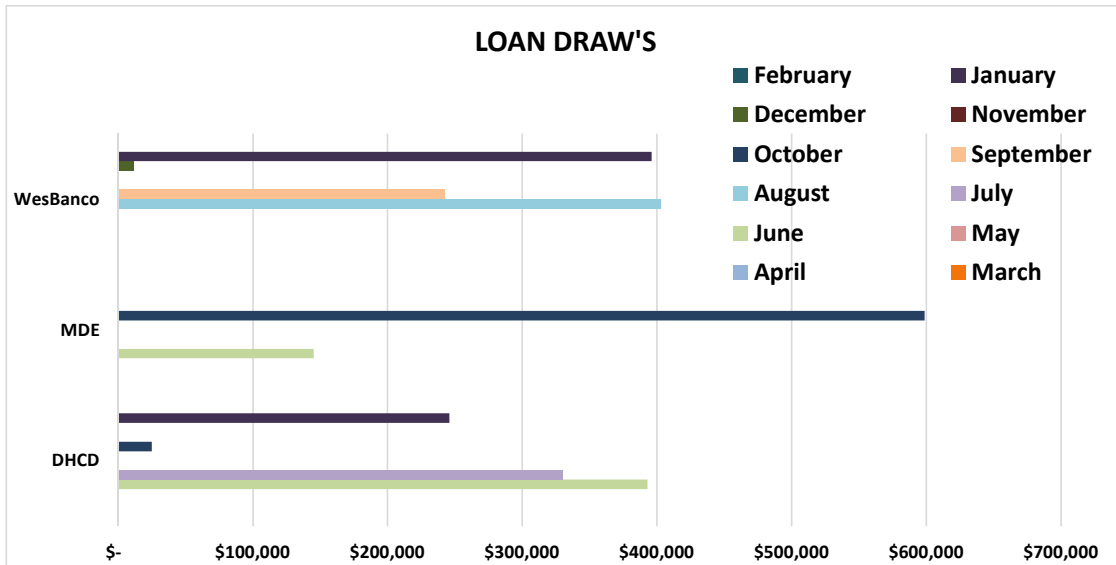 LOAN DRAW'S
February January
December November
October September
August July
June May
April March
WesBanco
MDE
DHCD
$- $100,000 $200,000 $300,000 $400,000 $500,000 $600,000 $700,000